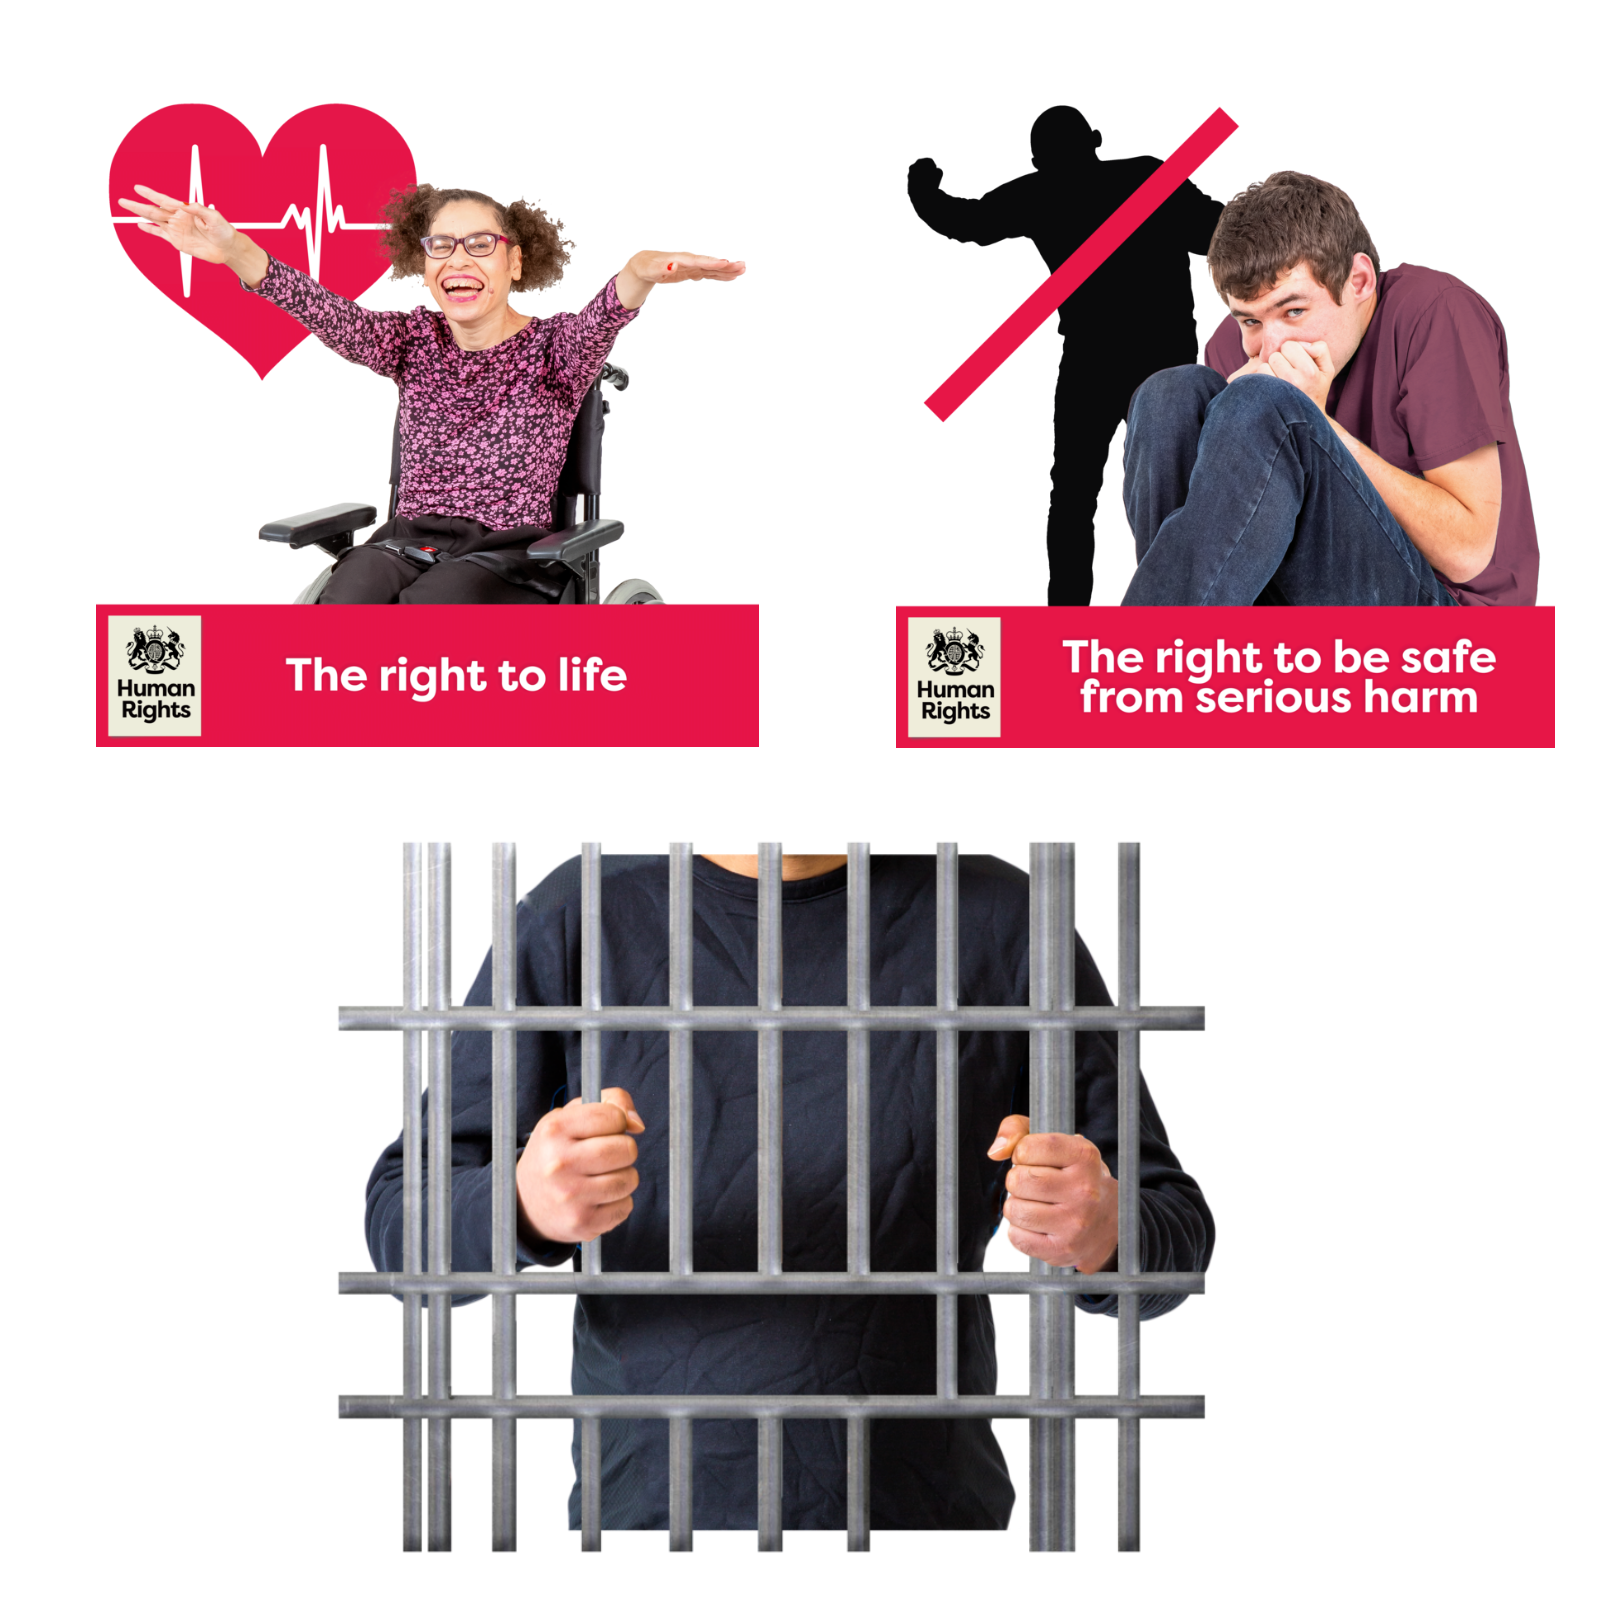 Human
Rights
The right to life
Human
Rights
The right to be safe
from serious harm